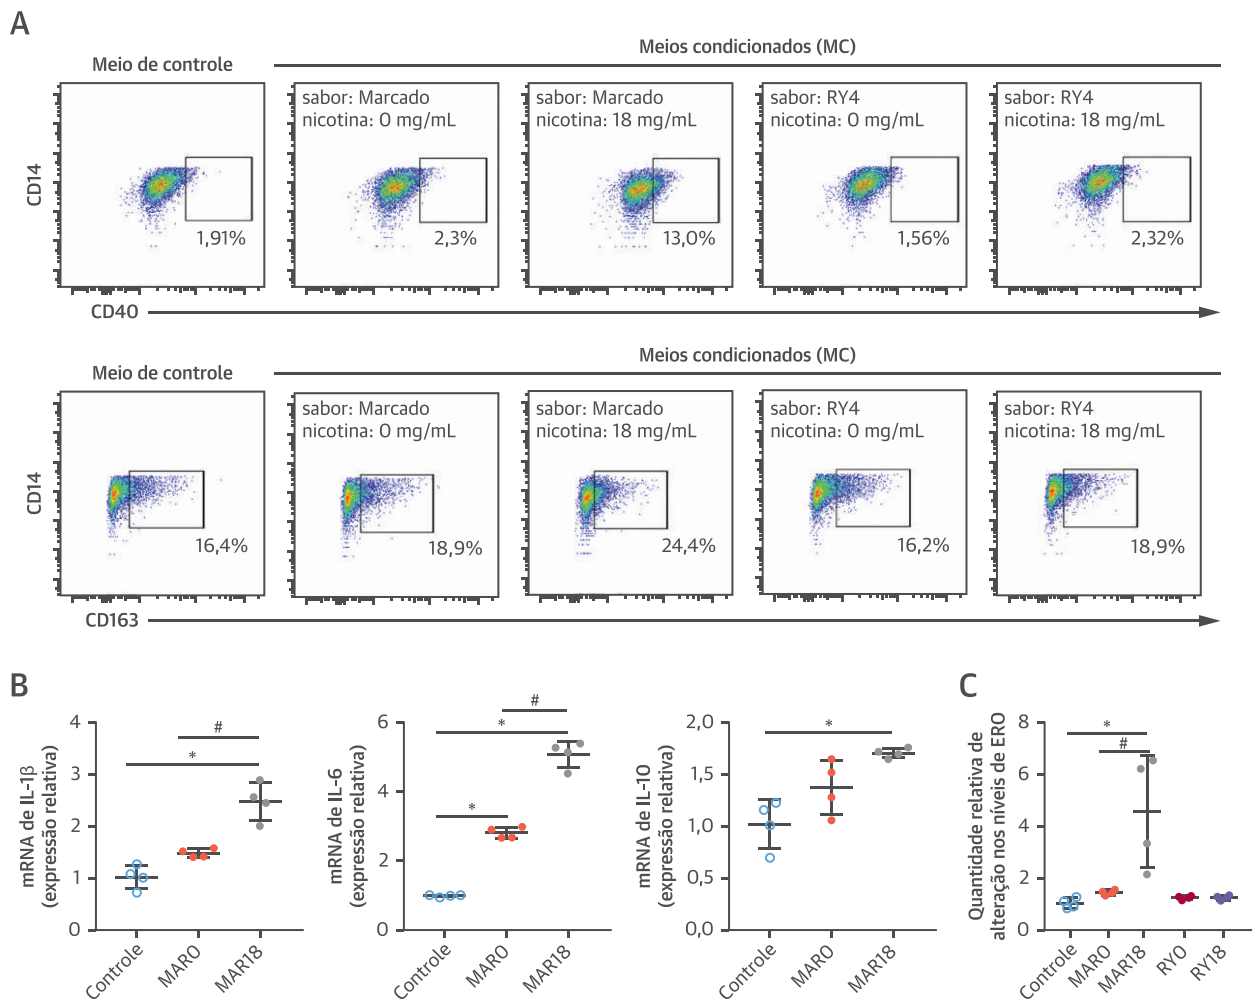 A
Meios condicionados (MC)
Meio de controle
sabor: Marcado
nicotina: 0 mg/mL
sabor: Marcado
nicotina: 18 mg/mL
sabor: RY4
nicotina: 0 mg/mL
sabor: RY4
nicotina: 18 mg/mL
CD14
1,91%
2,3%
13,0%
1,56%
2,32%
CD40
Meios condicionados (MC)
Meio de controle
sabor: Marcado
nicotina: 0 mg/mL
sabor: Marcado
nicotina: 18 mg/mL
sabor: RY4
nicotina: 0 mg/mL
sabor: RY4
nicotina: 18 mg/mL
CD14
16,4%
18,9%
24,4%
16,2%
18,9%
CD163
B
mRNA de IL-1β
(expressão relativa)
4
3
2
1
0
#
*
Controle
MAR0
MAR18
mRNA de IL-6
(expressão relativa)
6
4
2
0
#
*
*
Controle
MAR0
MAR18
mRNA de IL-10
(expressão relativa)
2,0
1,5
1,0
0,5
0,0
*
Controle
MAR0
MAR18
C
Quantidade relativa de
alteração nos níveis de ERO
8
6
4
2
0
*
#
Controle
MAR0
MAR18
RY0
RY18